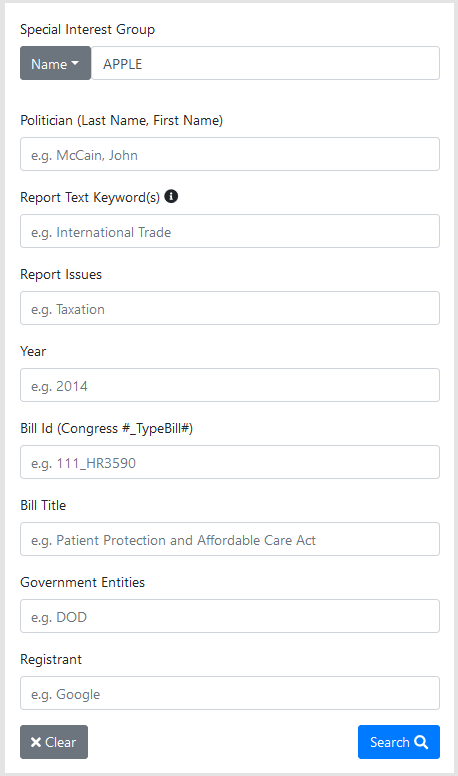 Special Interest Group
Name APPLE
Politician (Last Name, First Name)
e.g. McCain, John
Report Text Keyword(s)
e.g. International Trade
Report Issues
e.g. Taxation
Year
e.g. 2014
Bill Id (Congress #_TypeBill#)
e.g. 111_HR3590
Bill Title
e.g. Patient Protection and Affordable Care Act
Government Entities
e.g. DOD
Registrant
e.g. Google
Clear Search